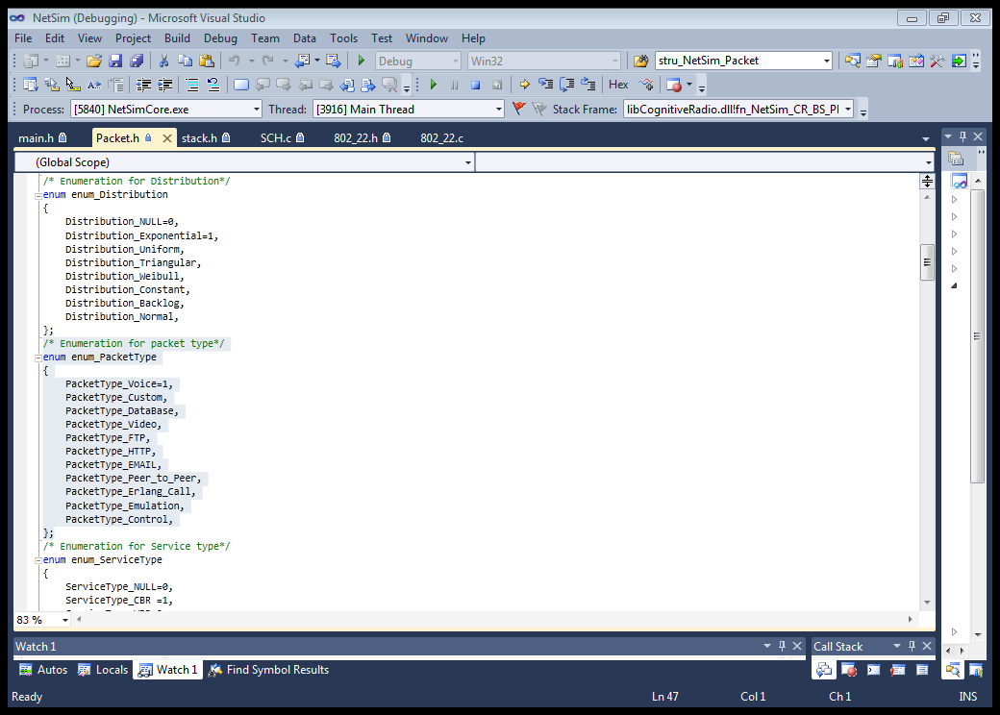 NetSim (Debugging) - Microsoft Visual Studio
File Edit View Project Build Debug Team Data Tools Test Window Help
Debug Win32 stru_NetSim_Packet
Hex
Process: [5840] NetSimCore.exe Thread: [3916] Main Thread Stack Frame: libCognitiveRadio.dll!fn_NetSim_CR_BS_Pl
main.h Packet.h stack.h SCH.c 802_22.h 802_22.c
(Global Scope)
/* Enumeration for Distribution*/
enum enum_Distribution
{
Distribution_NULL=0,
Distribution_Exponential=1,
Distribution_Uniform,
Distribution_Triangular,
Distribution_Weibull,
Distribution_Constant,
Distribution_Backlog,
Distribution_Normal,
};
/* Enumeration for packet type*/
enum enum_PacketType
{
PacketType_Voice=1,
PacketType_Custom,
PacketType_DataBase,
PacketType_Video,
PacketType_FTP,
PacketType_HTTP,
PacketType_EMAIL,
PacketType_Peer_to_Peer,
PacketType_Erlang_Call,
PacketType_Emulation,
PacketType_Control,
};
/* Enumeration for Service type*/
enum enum_ServiceType
{
ServiceType_NULL=0,
ServiceType_CBR =1,
83 %
Watch 1 Call Stack
Autos Locals Watch 1 Find Symbol Results
Ready Ln 47 Col 1 Ch 1 INS